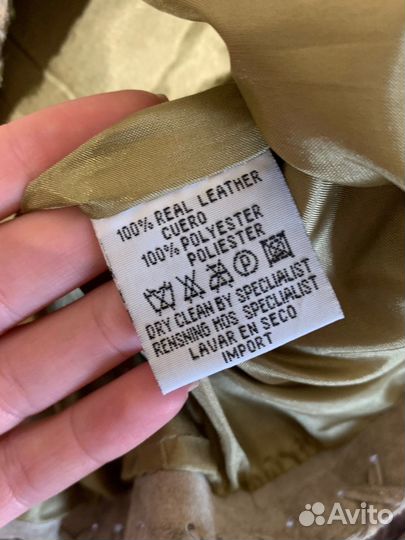 100% REAL LEATHER
CUERO
100% POLYESTER
POLIESTER
P
DRY CLEAN BY SPECIALIST
RENSNING HOS SPECIALIST
LAVAR EN SECO
IMPORT
Avito